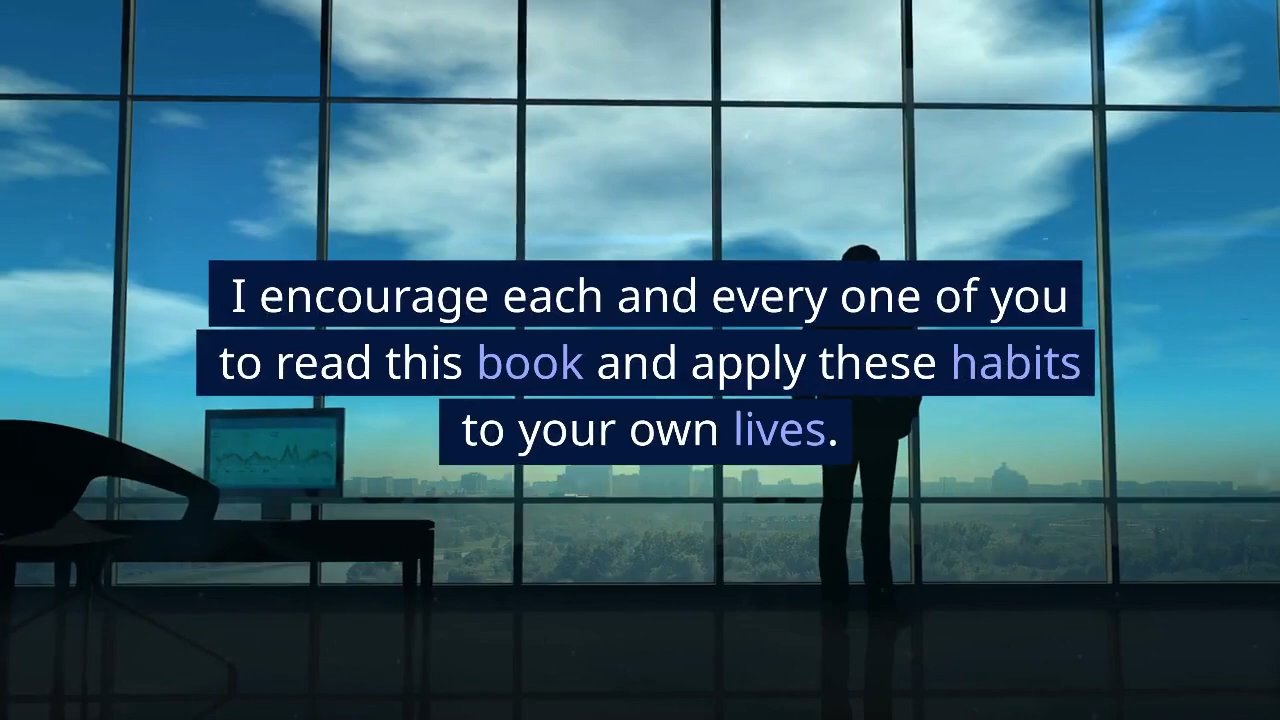 I encourage each and every one of you
to read this book and apply these habits
to your own lives.